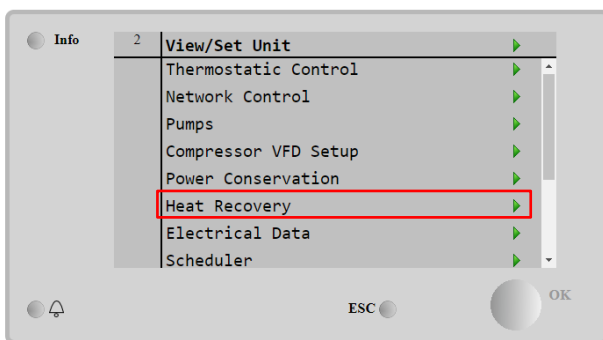 Info
2 View/Set Unit
Thermostatic Control
Network Control
Pumps
Compressor VFD Setup
Power Conservation
Heat Recovery
Electrical Data
Scheduler
ESC
OK